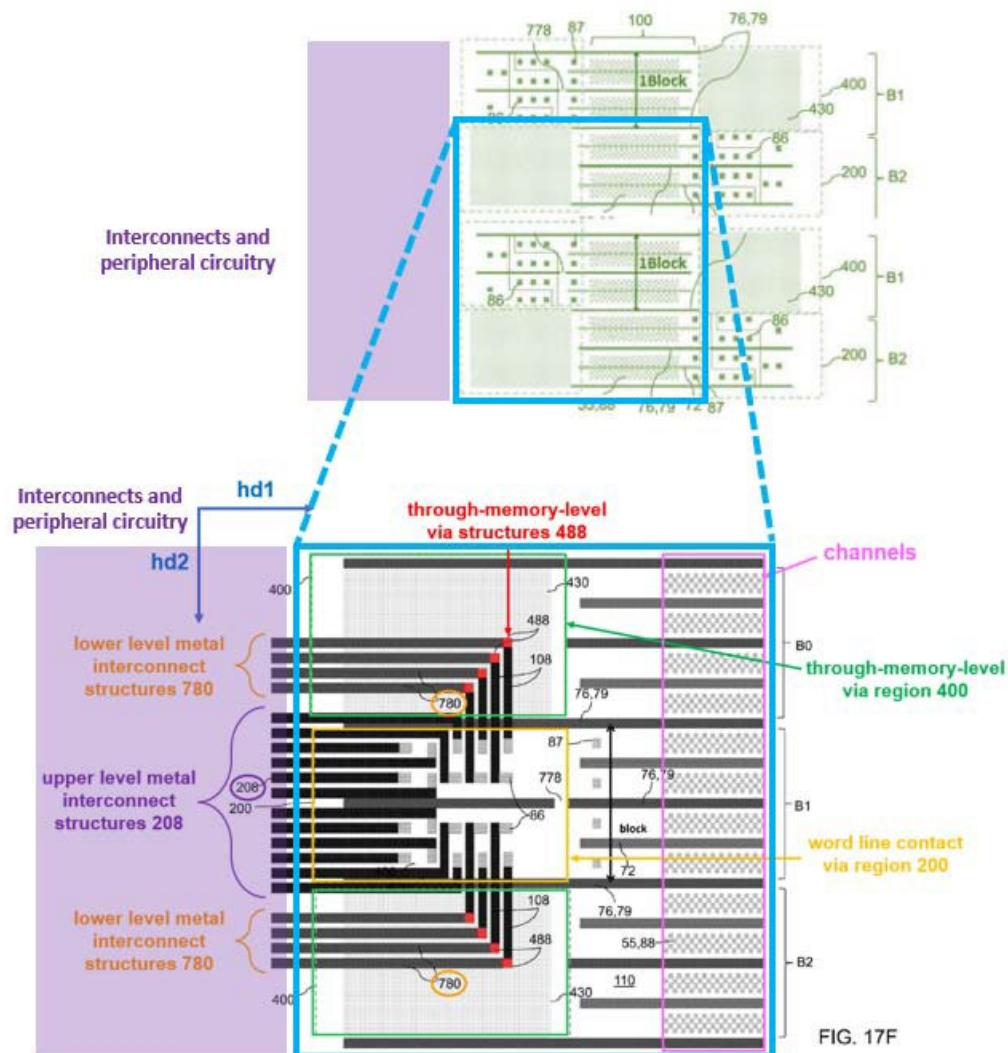 100
76,79
778
87
1Block
400
B1
430
86
200
B2
Interconnects and
peripheral circuitry
1Block
400
B1
430
86
86
200
B2
55,88
76,79
72
87
Interconnects and
peripheral circuitry
hd1
hd2
through-memory-level
via structures 488
channels
400
430
488
lower level metal
interconnect
structures 780
108
B0
through-memory-level
via region 400
780
76,79
87
778
76,79
208
upper level metal
interconnect
structures 208
200
86
B1
block
word line contact
via region 200
72
76,79
108
lower level metal
interconnect
structures 780
488
55,88
B2
780
400
430
110
FIG. 17F